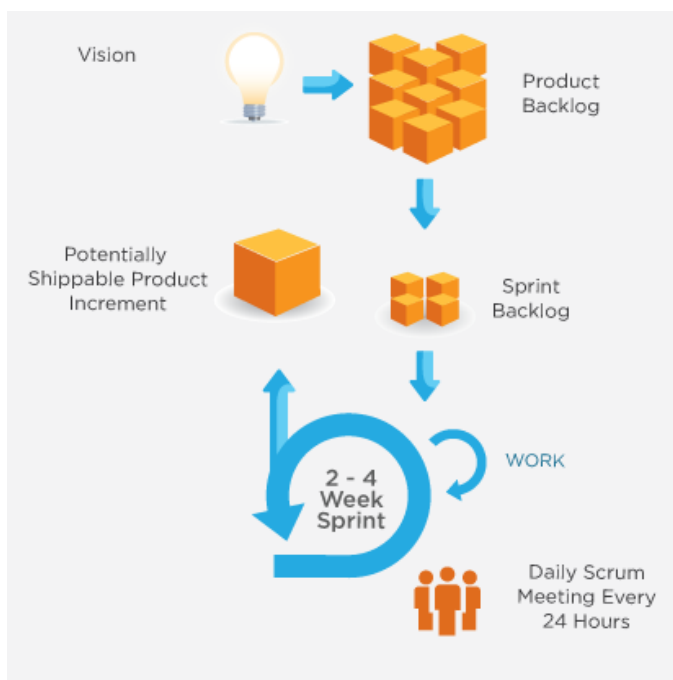 Vision
Product
Backlog
Potentially
Shippable Product
Increment
Sprint
Backlog
2 - 4
Week
Sprint
WORK
Daily Scrum
Meeting Every
24 Hours